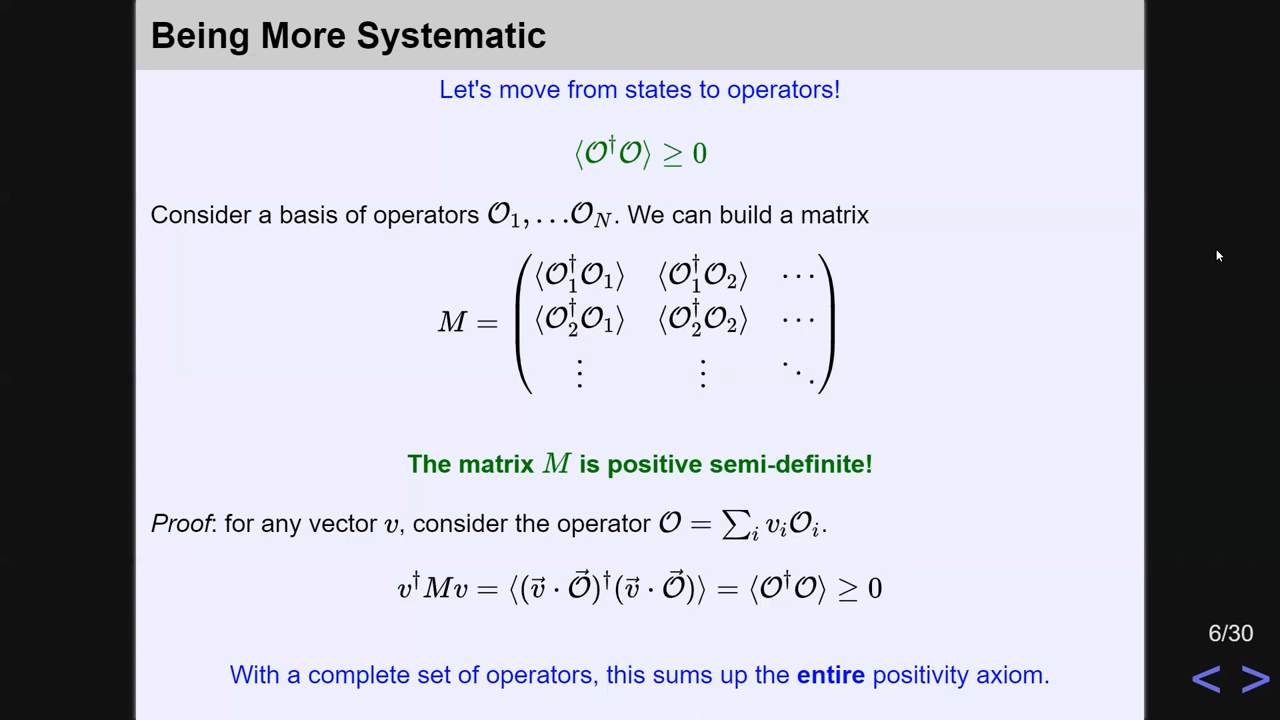 Being More Systematic
Let's move from states to operators!
⟨𝒪†𝒪⟩ ≥ 0
Consider a basis of operators 𝒪₁, …𝒪_N. We can build a matrix
M = ( ⟨𝒪₁†𝒪₁⟩ ⟨𝒪₁†𝒪₂⟩ ⋯
⟨𝒪₂†𝒪₁⟩ ⟨𝒪₂†𝒪₂⟩ ⋯
⋮ ⋮ ⋱ )
The matrix M is positive semi-definite!
Proof: for any vector v, consider the operator 𝒪 = ∑ᵢ vᵢ𝒪ᵢ.
v†Mv = ⟨(v⃗ · 𝒪⃗)†(v⃗ · 𝒪⃗)⟩ = ⟨𝒪†𝒪⟩ ≥ 0
With a complete set of operators, this sums up the entire positivity axiom.
6/30
< >